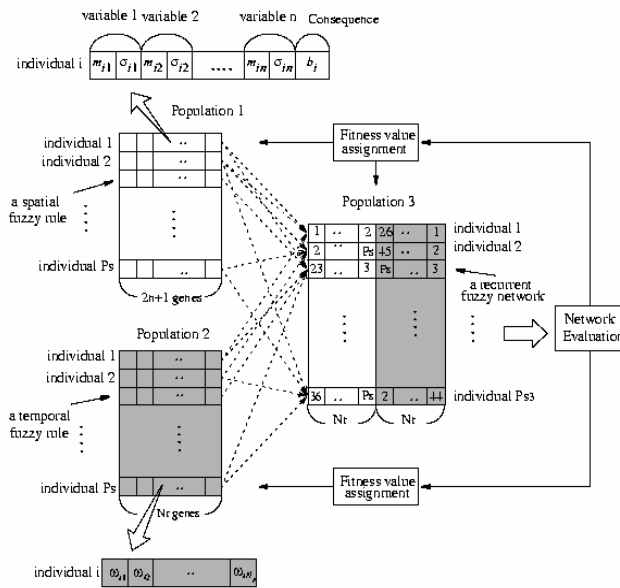 variable 1 variable 2 variable n Consequence
individual i m i1 σ i1 m i2 σ i2 .... m in σ in b i
Population 1
individual 1
individual 2
a spatial
fuzzy rule
individual Ps
2n+1 genes
Fitness value
assignment
Population 3
1 .. 2 26 .. 1 individual 1
2 .. Ps 45 .. 2 individual 2
23 .. 3 Ps .. 3
a recurrent
fuzzy network
Network
Evaluation
36 .. Ps 2 .. 44 individual Ps3
Nr Nr
Population 2
individual 1
individual 2
a temporal
fuzzy rule
individual Ps
Nr genes
Fitness value
assignment
individual i ω i1 ω i2 .. ω iN r